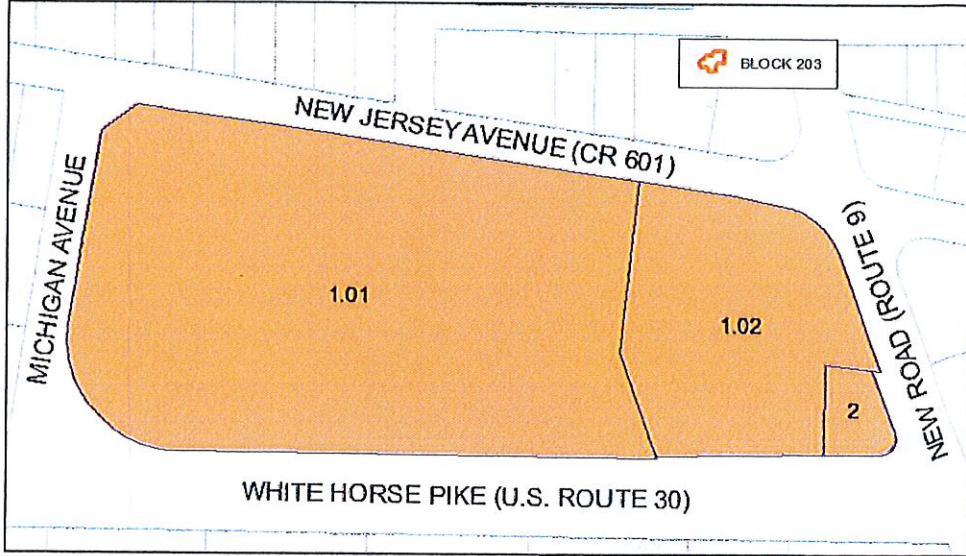 BLOCK 203
NEW JERSEY AVENUE (CR 601)
MICHIGAN AVENUE
NEW ROAD (ROUTE 9)
1.01
1.02
2
WHITE HORSE PIKE (U.S. ROUTE 30)